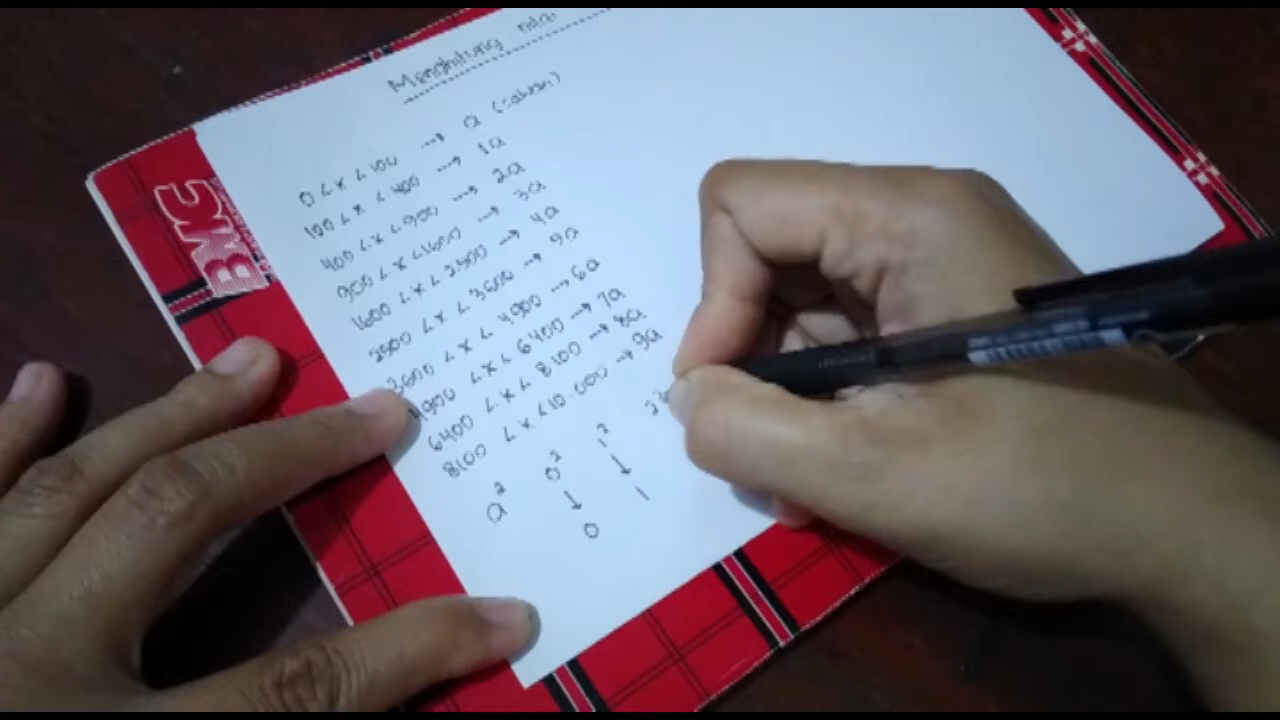 Menghitung nilai
0 < x < 100 → a (satuan)
100 < x < 400 → 1a
400 < x < 900 → 2a
900 < x < 1600 → 3a
1600 < x < 2500 → 4a
2500 < x < 3600 → 5a
3600 < x < 4900 → 6a
4900 < x < 6400 → 7a
6400 < x < 8100 → 8a
8100 < x < 10.000 → 9a
a² 0² 1² 2²
↓ ↓
0 1
BMC